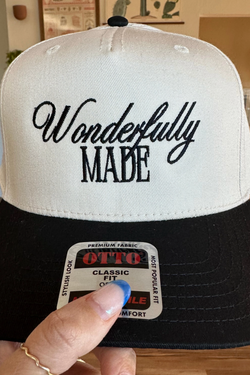 Wonderfully
MADE
PREMIUM FABRIC
STYLISH LOOK
OTTO
MOST POPULAR FIT
CLASSIC
FIT
COMFORT